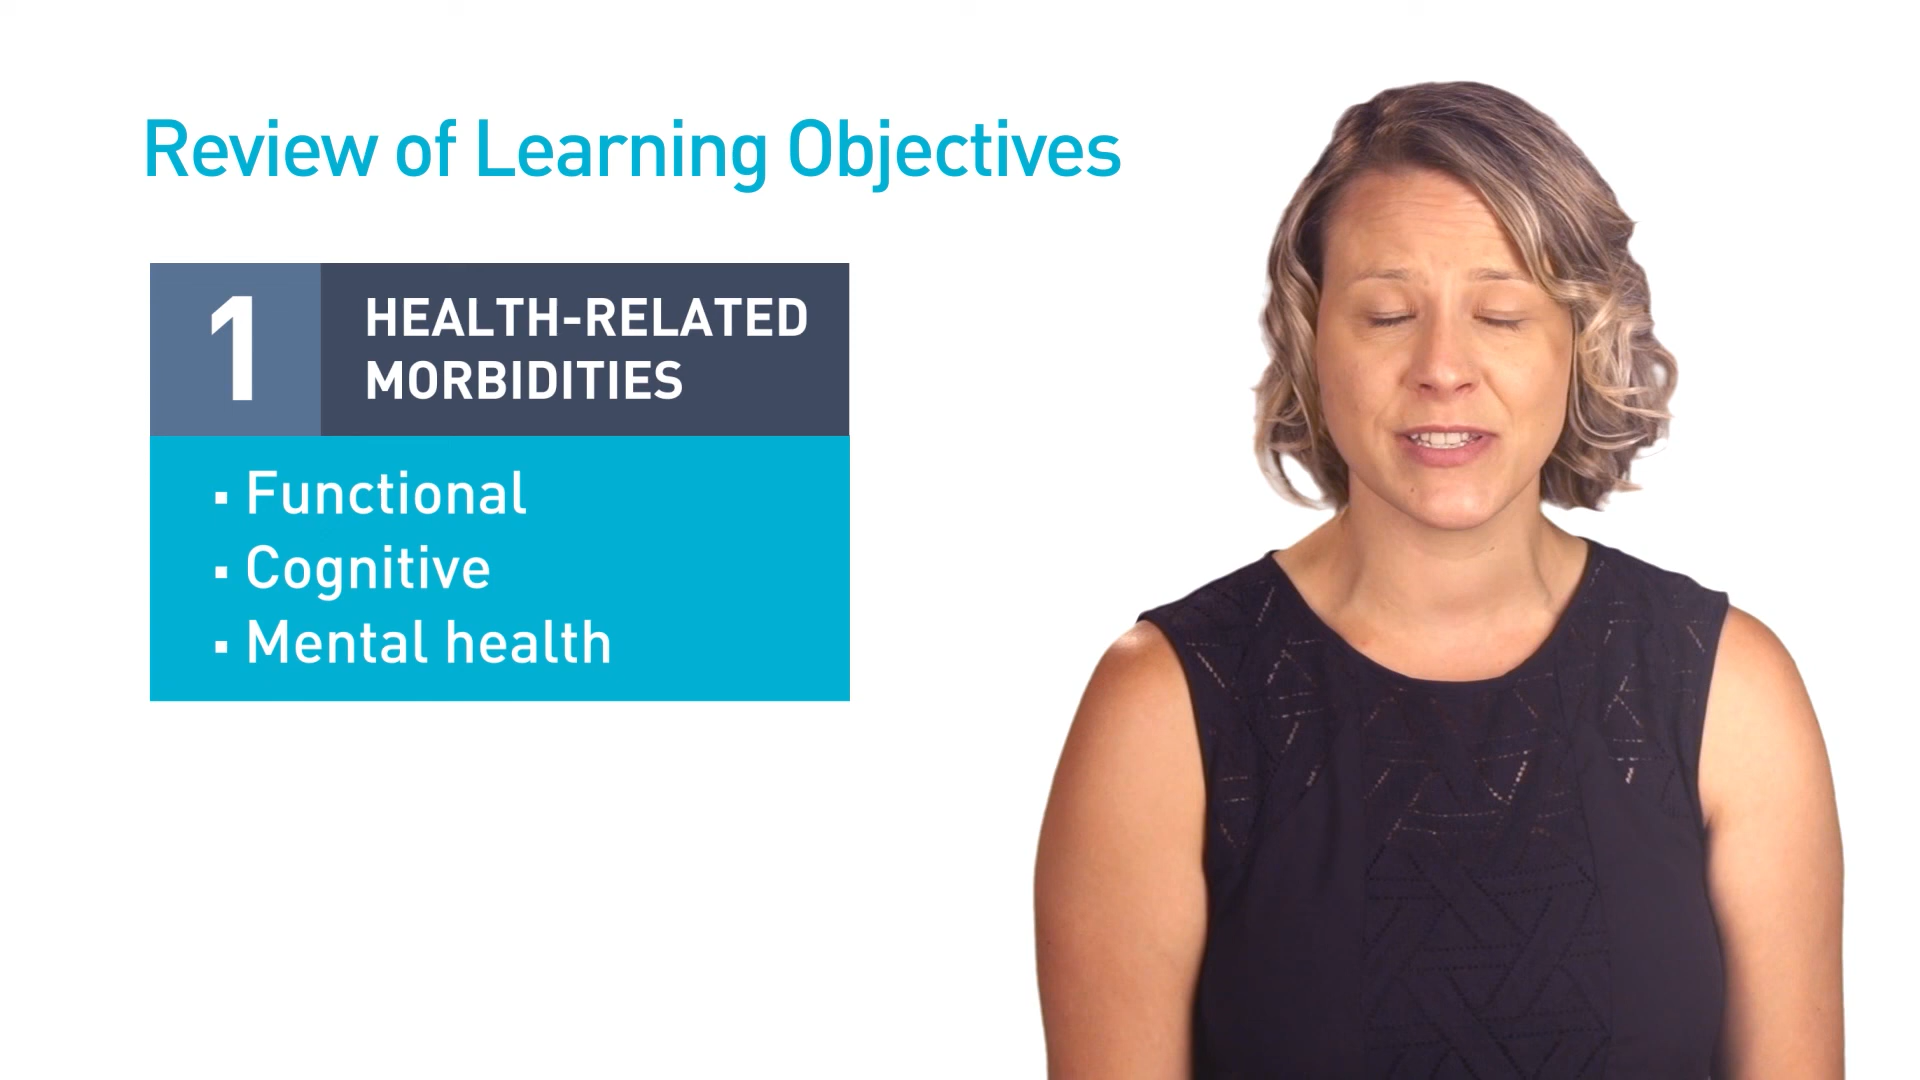 Review of Learning Objectives
1
HEALTH-RELATED
MORBIDITIES
▪ Functional
▪ Cognitive
▪ Mental health